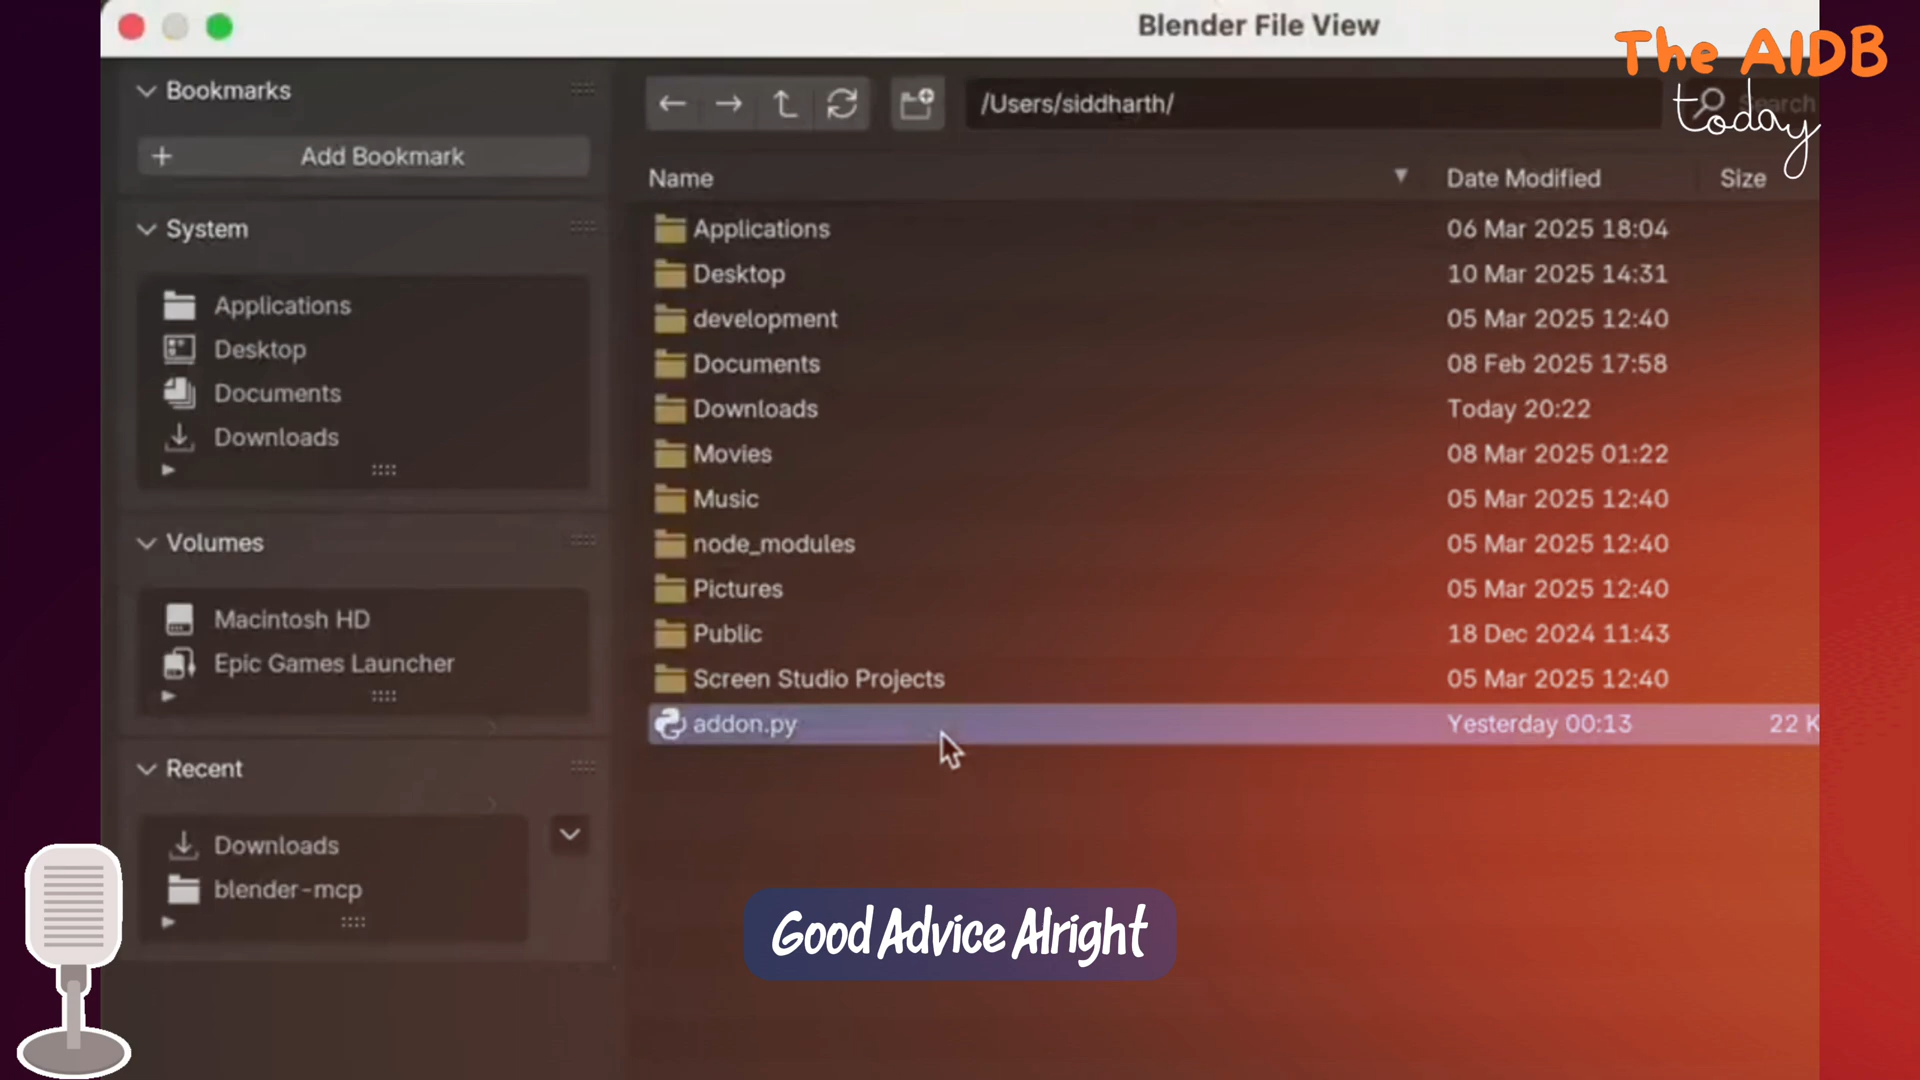 Blender File View
The AIDB
today
Bookmarks
Add Bookmark
System
Applications
Desktop
Documents
Downloads
Volumes
Macintosh HD
Epic Games Launcher
Recent
Downloads
blender-mcp
/Users/siddharth/
Search
Name Date Modified Size
Applications 06 Mar 2025 18:04
Desktop 10 Mar 2025 14:31
development 05 Mar 2025 12:40
Documents 08 Feb 2025 17:58
Downloads Today 20:22
Movies 08 Mar 2025 01:22
Music 05 Mar 2025 12:40
node_modules 05 Mar 2025 12:40
Pictures 05 Mar 2025 12:40
Public 18 Dec 2024 11:43
Screen Studio Projects 05 Mar 2025 12:40
addon.py Yesterday 00:13 22 K
Good Advice Alright